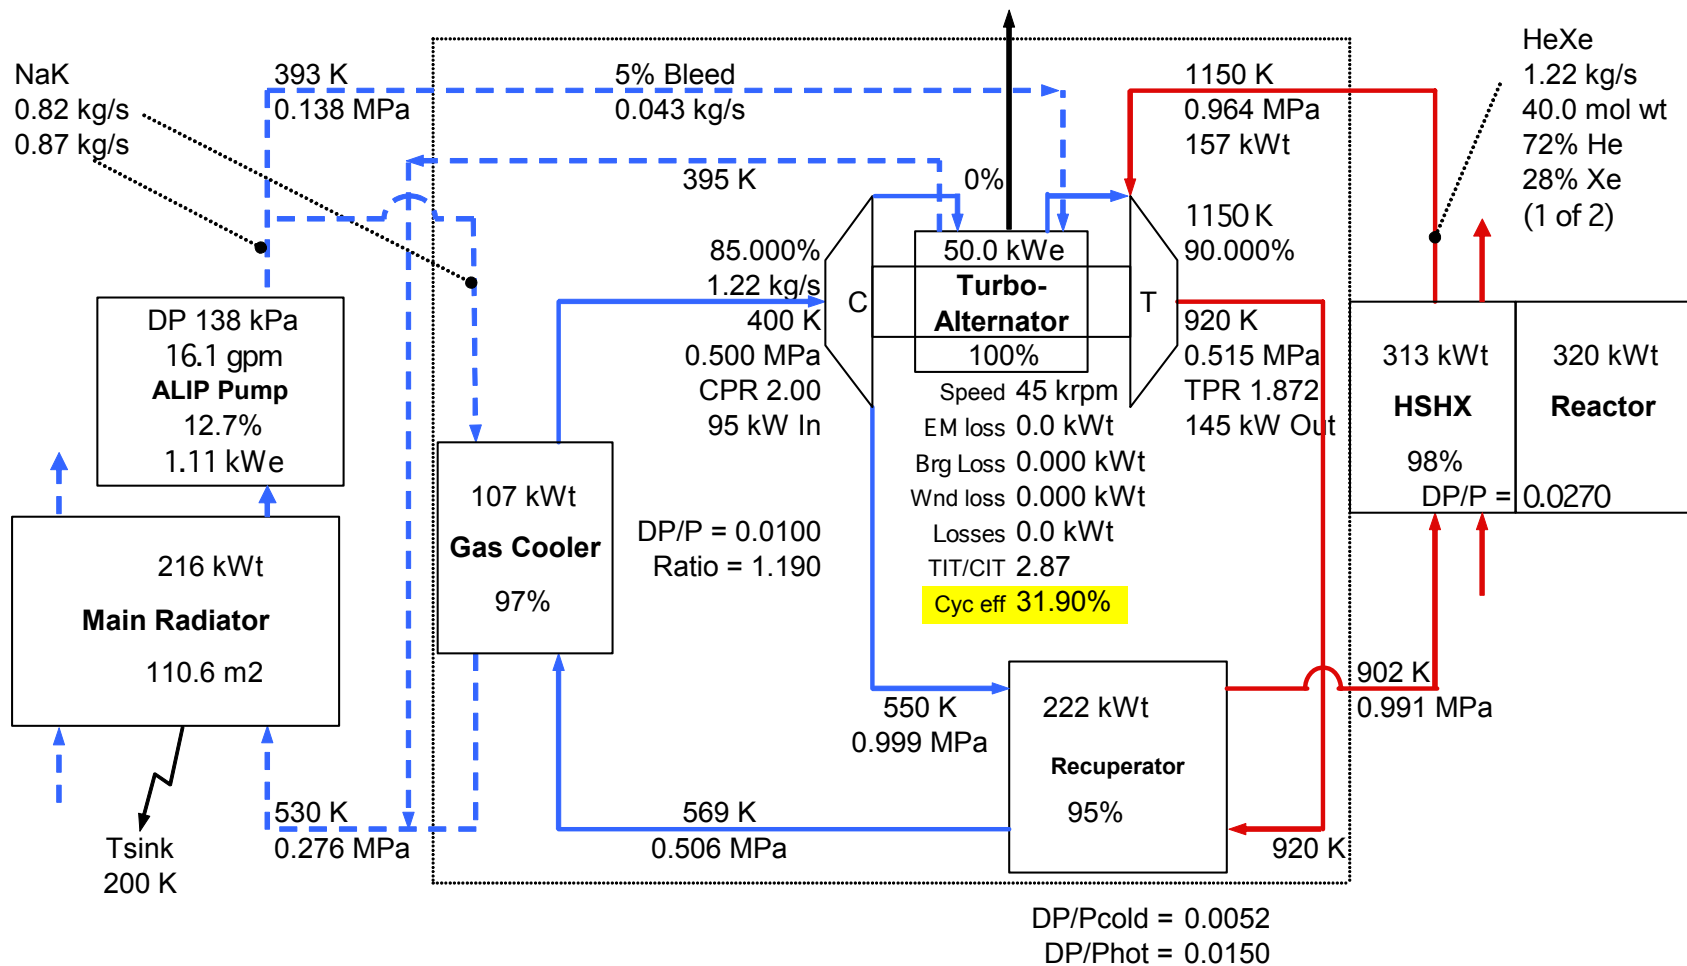 NaK
0.82 kg/s
0.87 kg/s
393 K
0.138 MPa
5% Bleed
0.043 kg/s
395 K
0%
1150 K
0.964 MPa
157 kWt
HeXe
1.22 kg/s
40.0 mol wt
72% He
28% Xe
(1 of 2)
1150 K
90.000%
85.000%
1.22 kg/s
400 K
0.500 MPa
CPR 2.00
95 kW In
C
50.0 kWe
Turbo-
Alternator
100%
T
920 K
0.515 MPa
TPR 1.872
145 kW Out
Speed 45 krpm
EM loss 0.0 kWt
Brg Loss 0.000 kWt
Wnd loss 0.000 kWt
Losses 0.0 kWt
TIT/CIT 2.87
Cyc eff 31.90%
DP 138 kPa
16.1 gpm
ALIP Pump
12.7%
1.11 kWe
313 kWt
HSHX
98%
DP/P = 0.0270
320 kWt
Reactor
107 kWt
Gas Cooler
97%
DP/P = 0.0100
Ratio = 1.190
216 kWt
Main Radiator
110.6 m2
550 K
0.999 MPa
222 kWt
Recuperator
95%
902 K
0.991 MPa
530 K
0.276 MPa
569 K
0.506 MPa
920 K
Tsink
200 K
DP/Pcold = 0.0052
DP/Phot = 0.0150